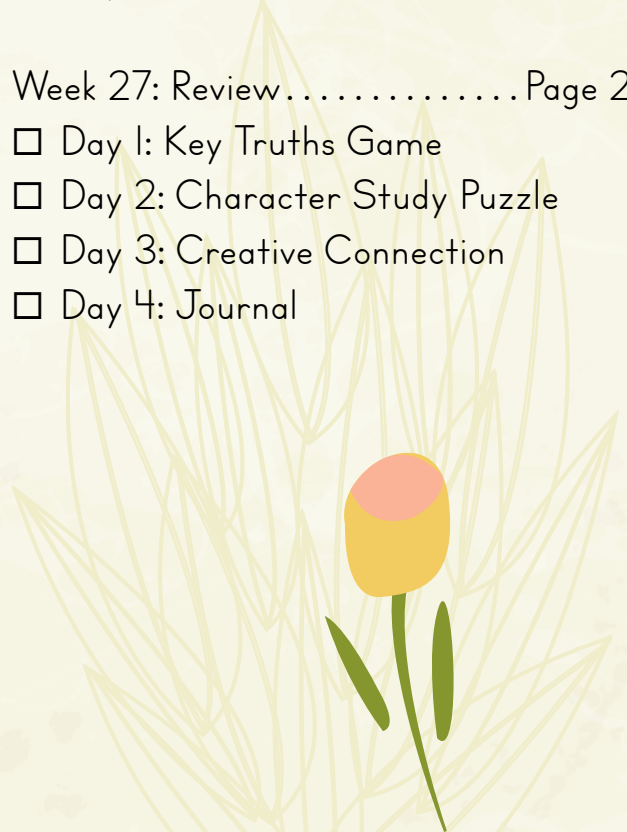 Week 27: Review..............Page 2
☐ Day 1: Key Truths Game
☐ Day 2: Character Study Puzzle
☐ Day 3: Creative Connection
☐ Day 4: Journal